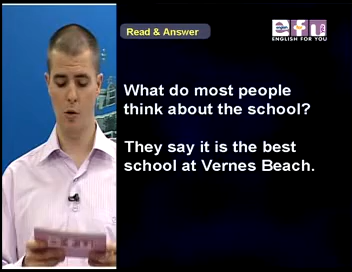 Read & Answer
efy
ENGLISH FOR YOU
What do most people
think about the school?
They say it is the best
school at Vernes Beach.